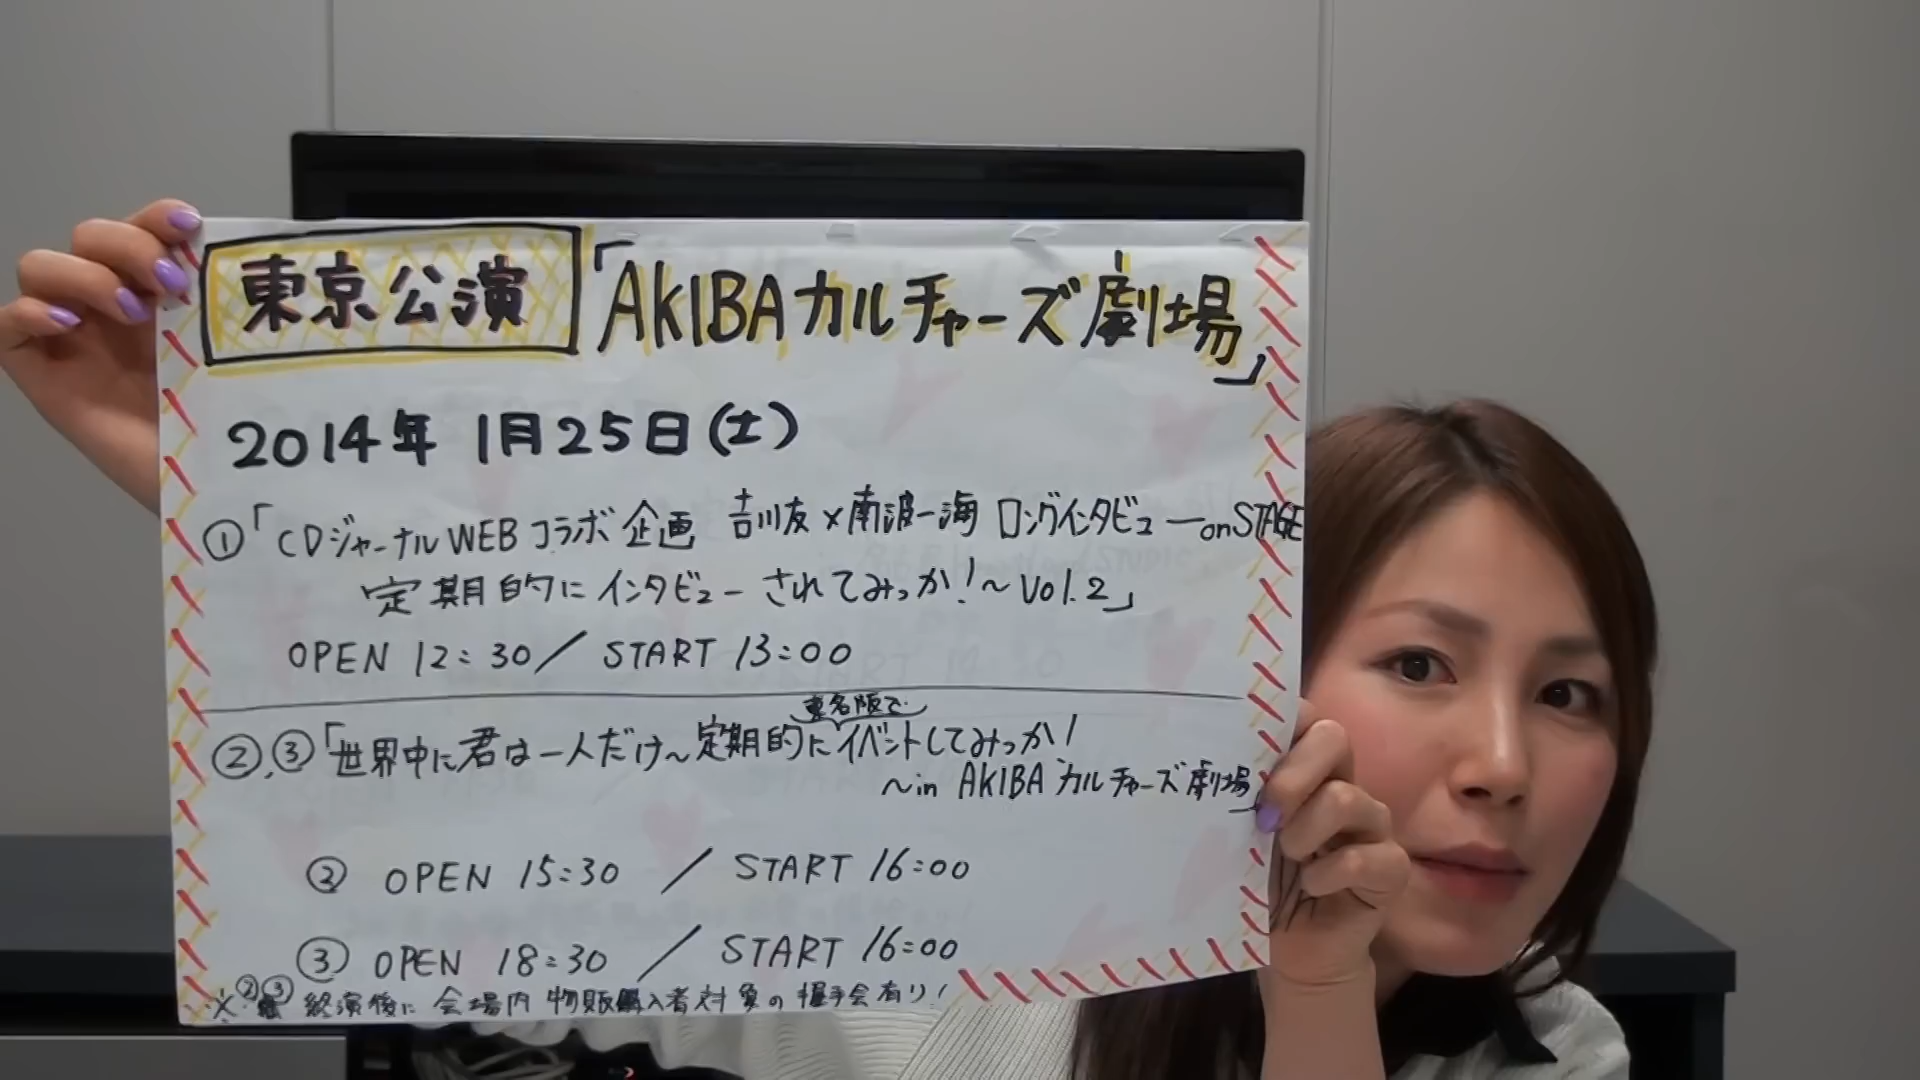 東京公演 「AKIBAカルチャーズ劇場」
2014年 1月25日(土)
①「CDジャーナルWEBコラボ企画 吉川友×南波一海 ロングインタビュー onSTAGE
定期的にインタビューされてみっか!～Vol.2」
OPEN 12:30／START 13:00
東名阪で
②,③「世界中に君は一人だけ～定期的にイベントしてみっか!
～in AKIBAカルチャーズ劇場」
② OPEN 15:30 ／ START 16:00
③ OPEN 18:30 ／ START 16:00
※②③ 終演後に会場内物販購入者対象の握手会有り!